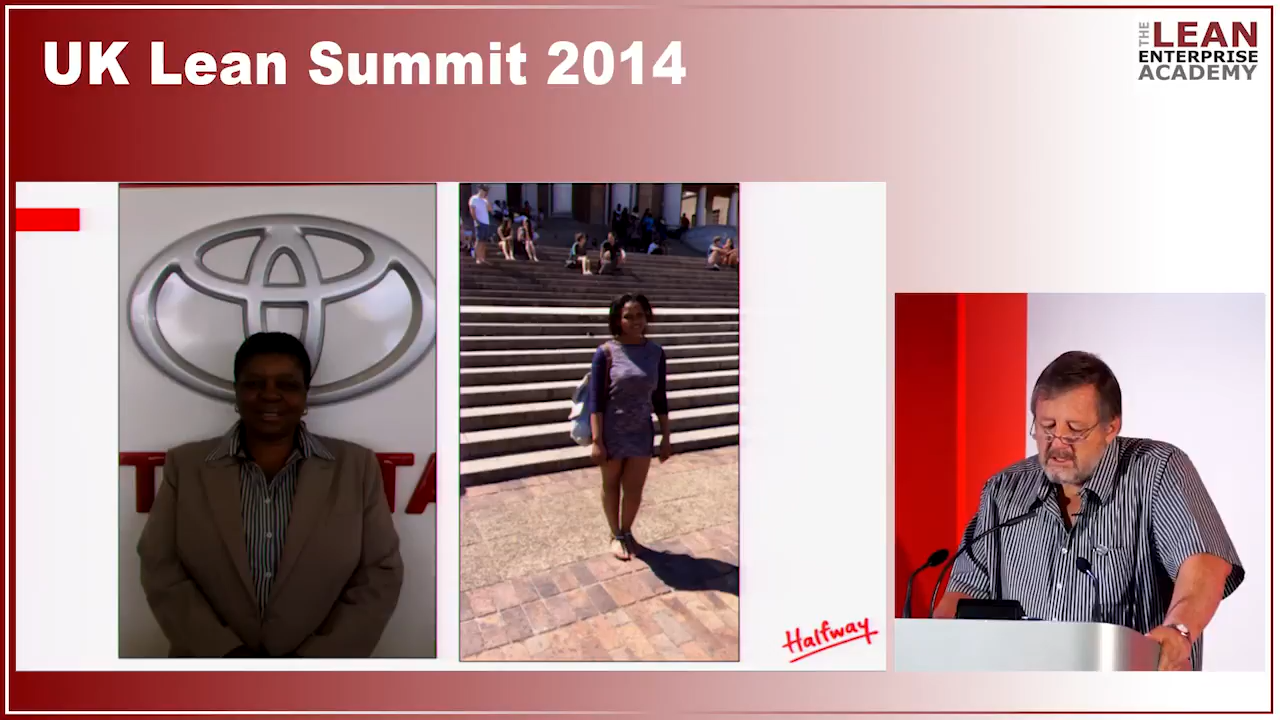 UK Lean Summit 2014
THE LEAN
ENTERPRISE
ACADEMY
Halfway